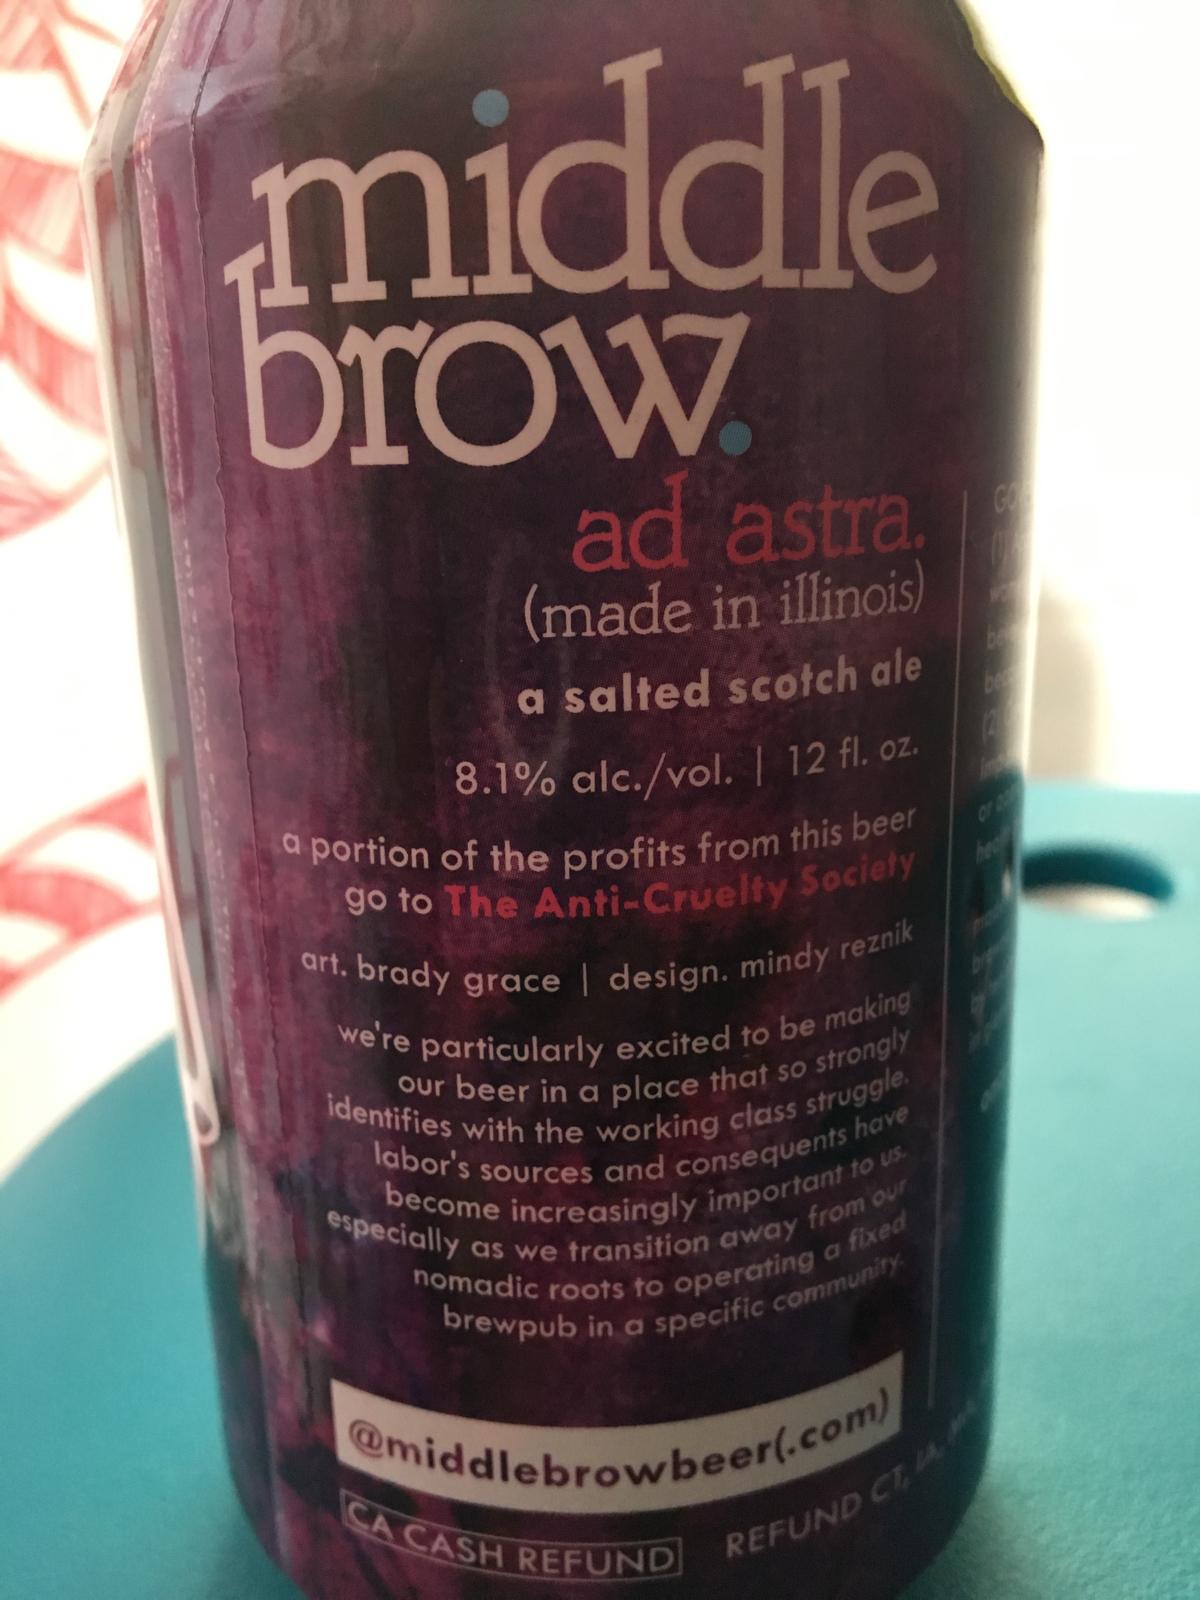 middle
brow.
ad astra.
(made in illinois)
a salted scotch ale
8.1% alc./vol. | 12 fl. oz.
a portion of the profits from this beer
go to The Anti-Cruelty Society
art. brady grace | design. mindy reznik
we're particularly excited to be making
our beer in a place that so strongly
identifies with the working class struggle.
labor's sources and consequents have
become increasingly important to us.
especially as we transition away from our
nomadic roots to operating a fixed
brewpub in a specific community.
@middlebrowbeer(.com)
CA CASH REFUND
REFUND CT, IA,